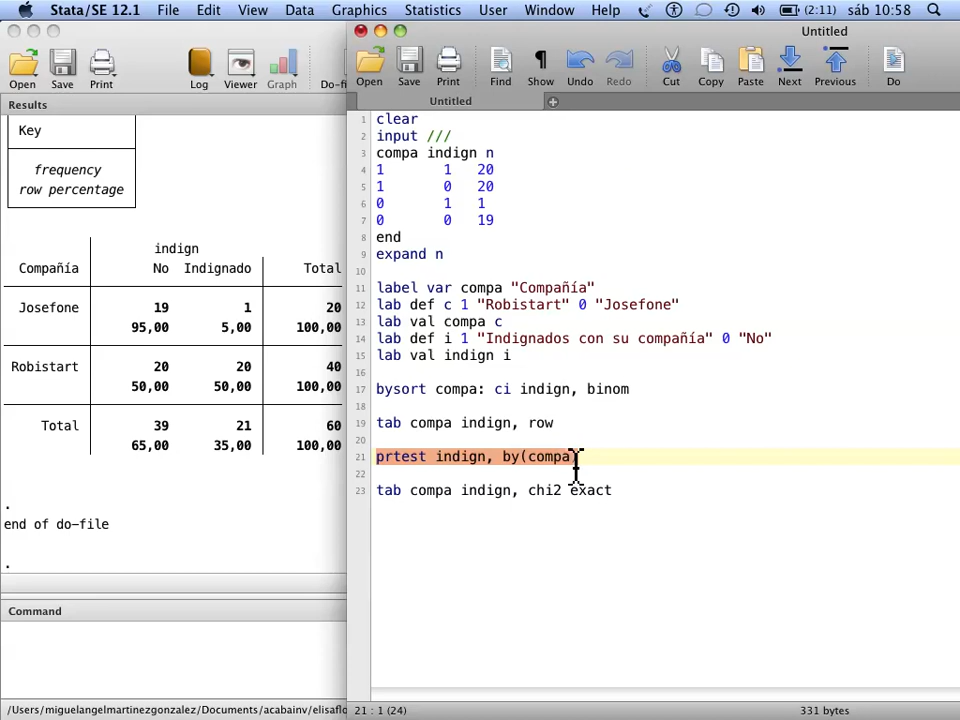 Stata/SE 12.1 File Edit View Data Graphics Statistics User Window Help (2:11) sáb 10:58
Untitled
Open Save Print Log Viewer Graph Do-fi
Open Save Print Find Show Undo Redo Cut Copy Paste Next Previous Do
Results
Untitled
Key
frequency
row percentage
indign
Compañía No Indignado Total
Josefone 19 1 20
95,00 5,00 100,00
Robistart 20 20 40
50,00 50,00 100,00
Total 39 21 60
65,00 35,00 100,00
.
end of do-file
.
Command
/Users/miguelangelmartinezgonzalez/Documents/acabainv/elisaflo
1 clear
2 input ///
3 compa indign n
4 1 1 20
5 1 0 20
6 0 1 1
7 0 0 19
8 end
9 expand n
10
11 label var compa "Compañía"
12 lab def c 1 "Robistart" 0 "Josefone"
13 lab val compa c
14 lab def i 1 "Indignados con su compañía" 0 "No"
15 lab val indign i
16
17 bysort compa: ci indign, binom
18
19 tab compa indign, row
20
21 prtest indign, by(compa)
22
23 tab compa indign, chi2 exact
21 : 1 (24) 331 bytes